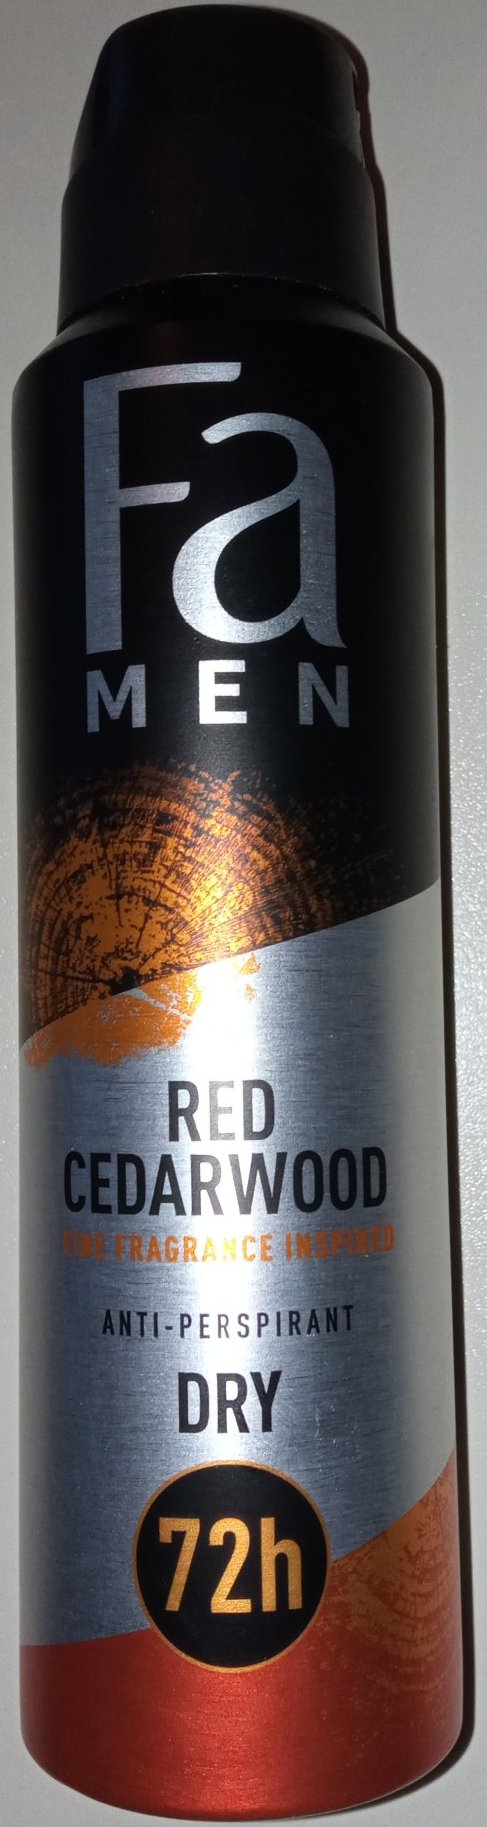 Fa
MEN
RED
CEDARWOOD
FINE FRAGRANCE INSPIRED
ANTI-PERSPIRANT
DRY
72h